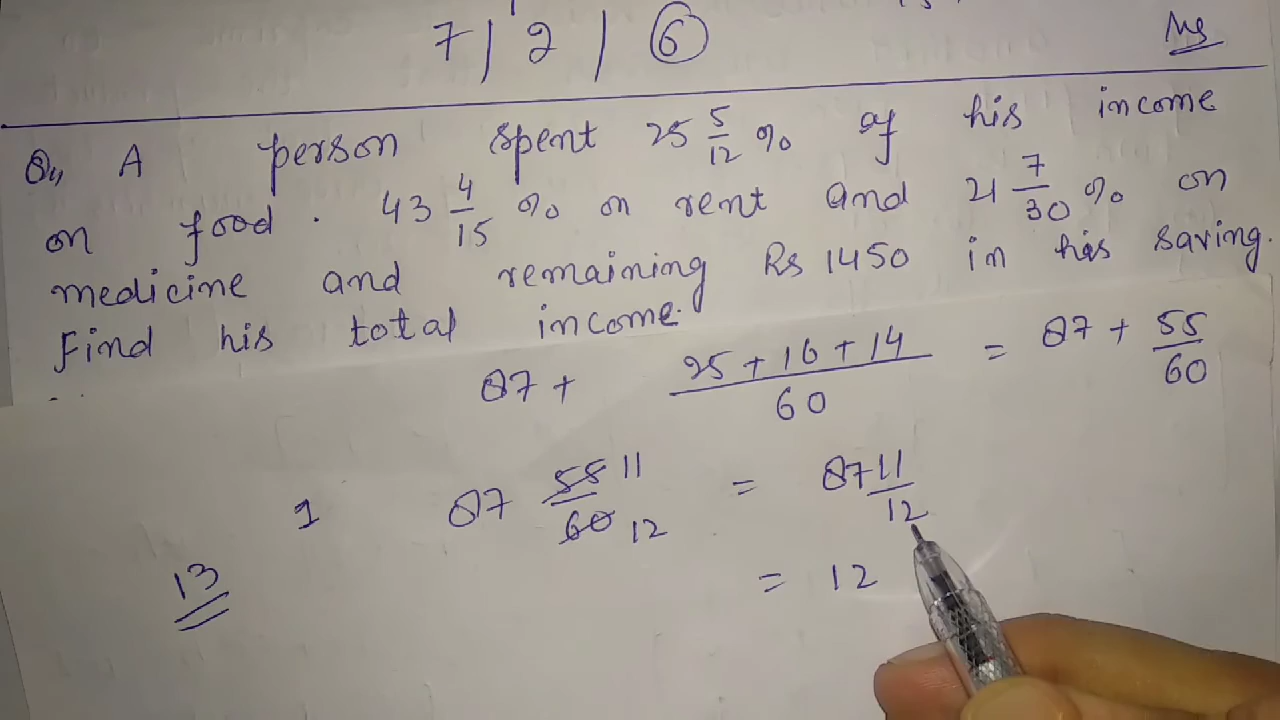 7 | 2 | 6 Ms
Q,, A person spent 25 5/12 % of his income
on food . 43 4/15 % on rent and 21 7/30 % on
medicine and remaining Rs 1450 in his saving.
Find his total income.
87 + (25 + 16 + 14)/60 = 87 + 55/60
1 87 55/60 11/12 = 87 11/12
13 = 12